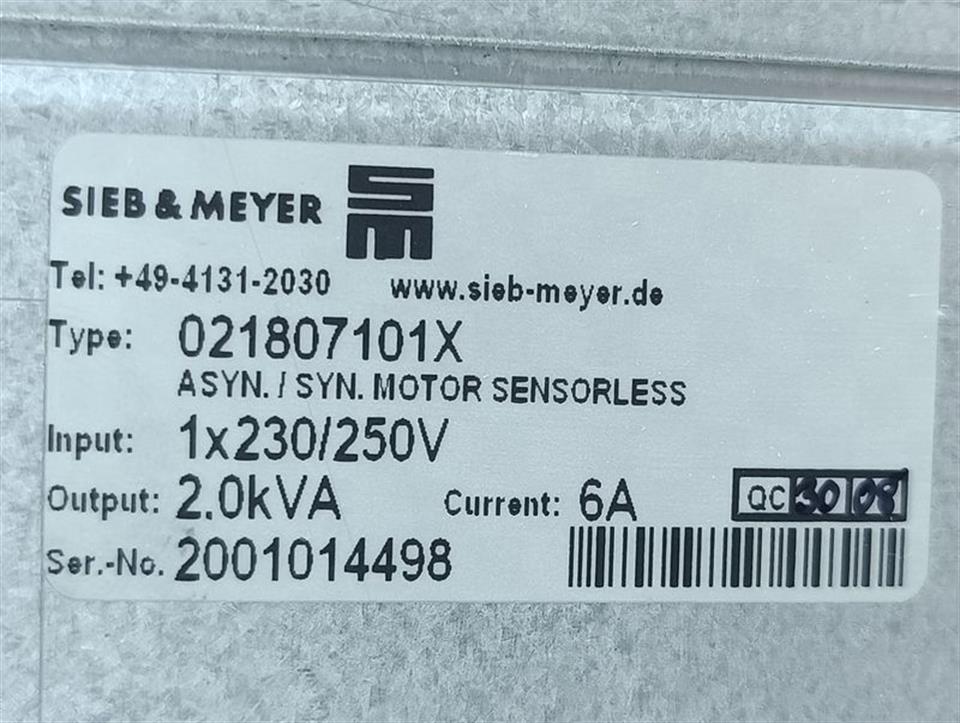 SIEB & MEYER
Tel: +49-4131-2030 www.sieb-meyer.de
Type: 021807101X
ASYN. / SYN. MOTOR SENSORLESS
Input: 1x230/250V
Output: 2.0kVA Current: 6A QC 30 08
Ser.-No. 2001014498